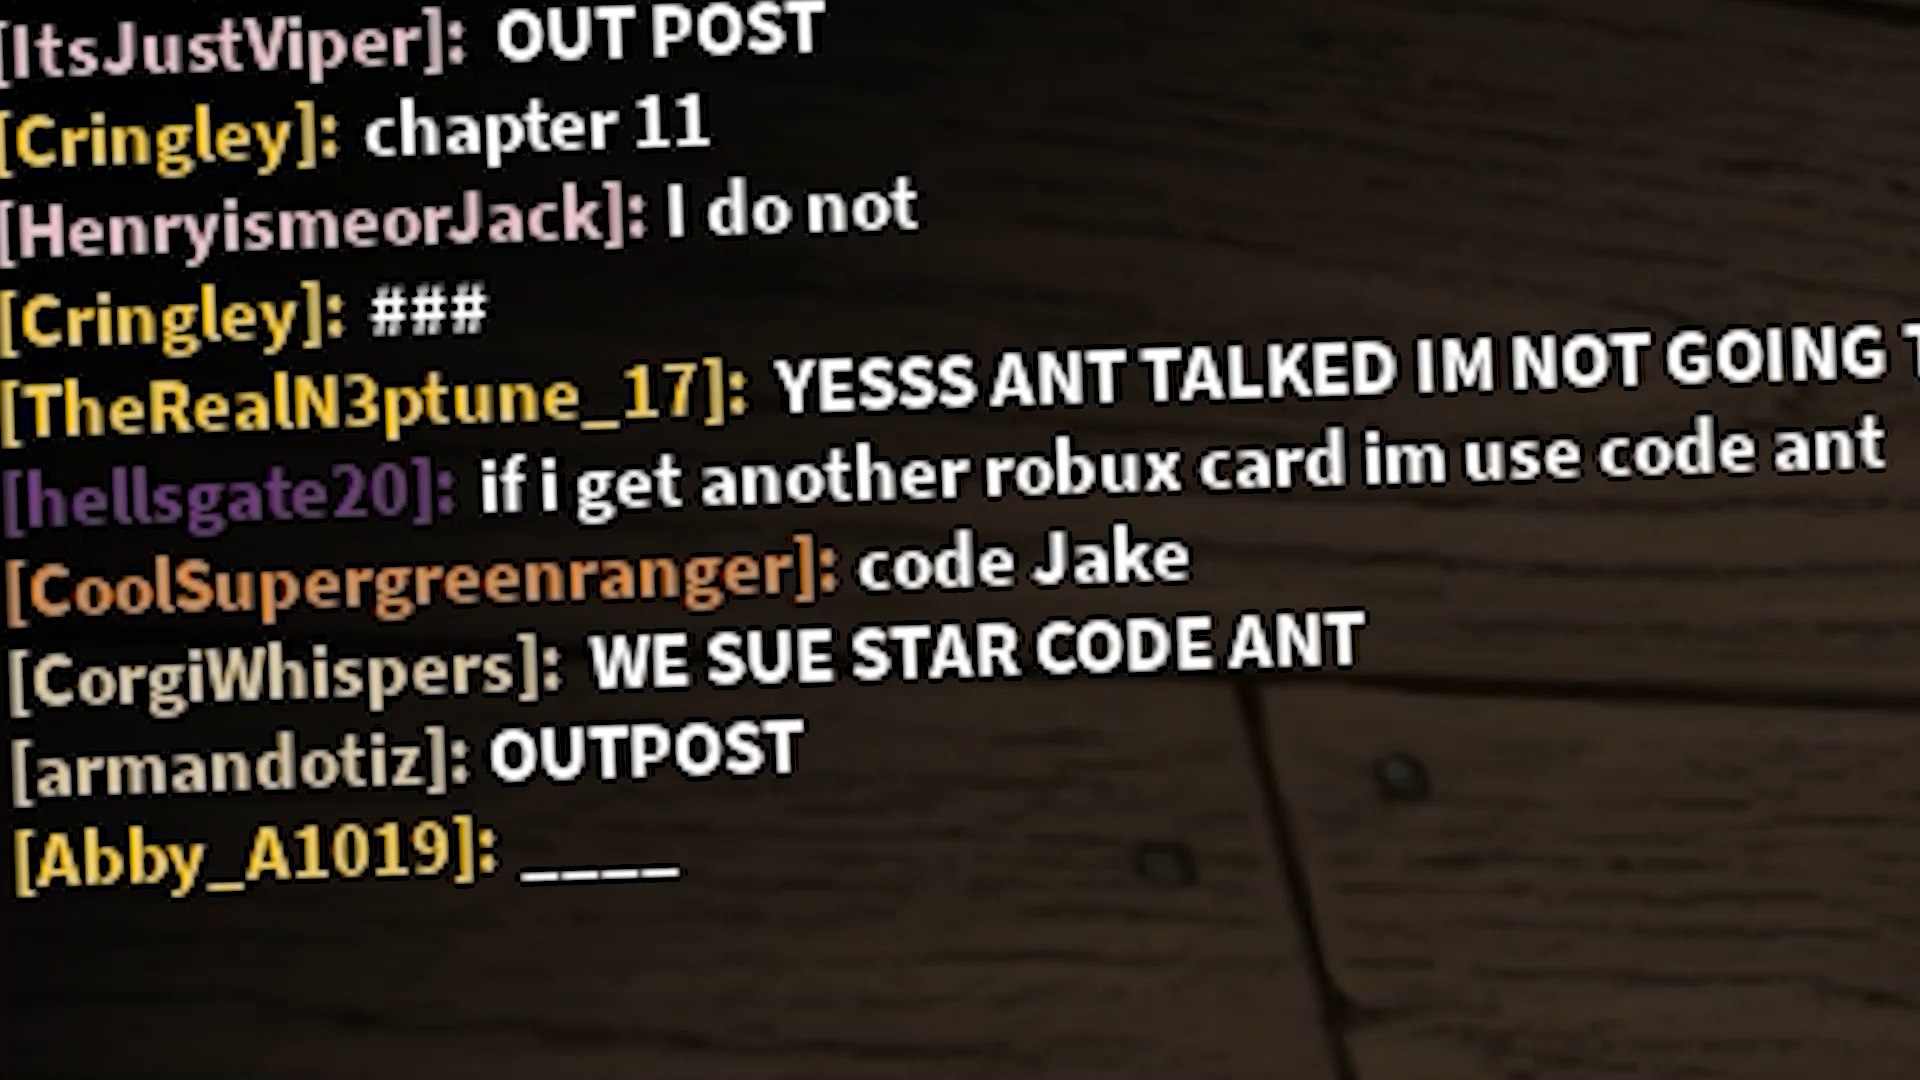 [ItsJustViper]: OUT POST
[Cringley]: chapter 11
[HenryismeorJack]: I do not
[Cringley]: ###
[TheRealN3ptune_17]: YESSS ANT TALKED IM NOT GOING T
[hellsgate20]: if i get another robux card im use code ant
[CoolSupergreenranger]: code Jake
[CorgiWhispers]: WE SUE STAR CODE ANT
[armandotiz]: OUTPOST
[Abby_A1019]: ____